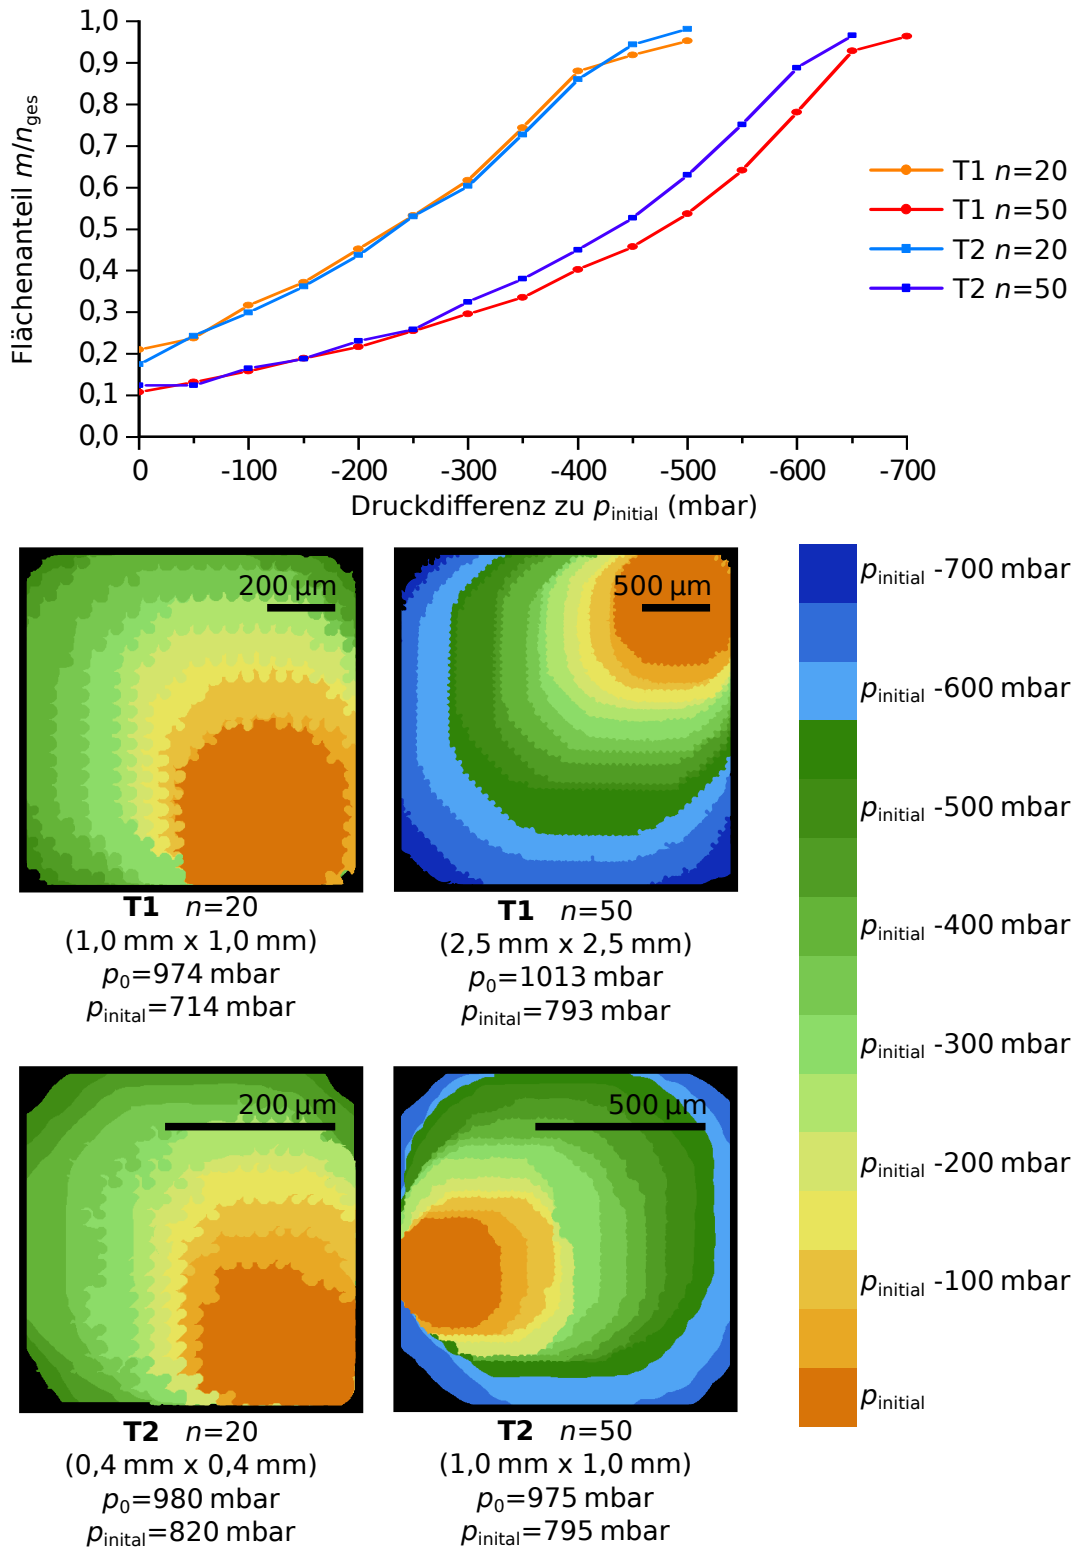 1,0
0,9
0,8
0,7
0,6
0,5
0,4
0,3
0,2
0,1
0,0
Flächenanteil m/nges
0 -100 -200 -300 -400 -500 -600 -700
Druckdifferenz zu pinitial (mbar)
T1 n=20
T1 n=50
T2 n=20
T2 n=50
200 µm
T1 n=20
(1,0 mm x 1,0 mm)
p0=974 mbar
pinital=714 mbar
500 µm
T1 n=50
(2,5 mm x 2,5 mm)
p0=1013 mbar
pinital=793 mbar
200 µm
T2 n=20
(0,4 mm x 0,4 mm)
p0=980 mbar
pinital=820 mbar
500 µm
T2 n=50
(1,0 mm x 1,0 mm)
p0=975 mbar
pinital=795 mbar
pinitial -700 mbar
pinitial -600 mbar
pinitial -500 mbar
pinitial -400 mbar
pinitial -300 mbar
pinitial -200 mbar
pinitial -100 mbar
pinitial